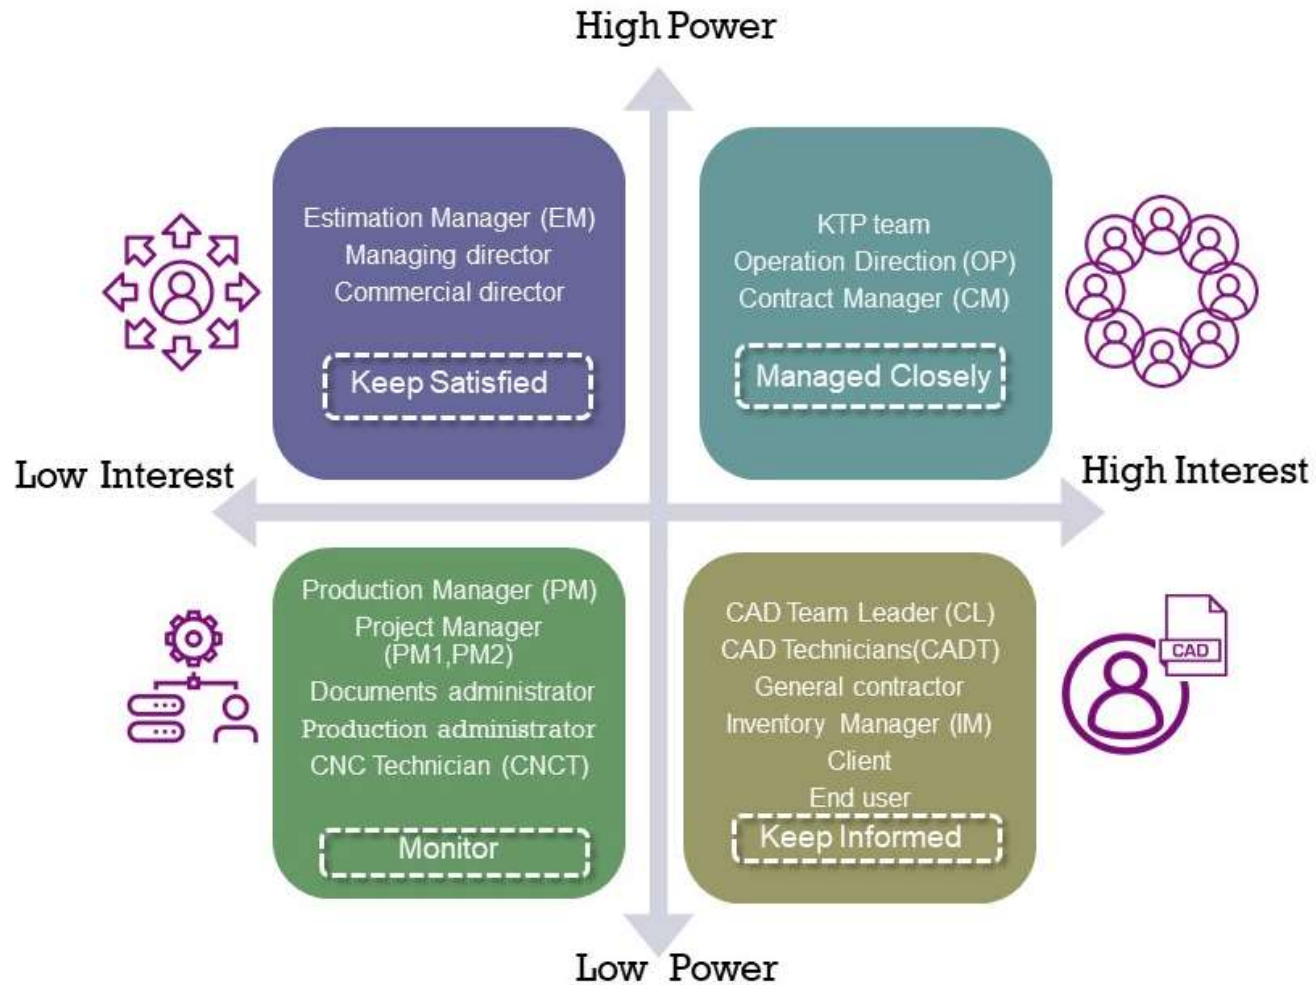 High Power
Estimation Manager (EM)
Managing director
Commercial director
Keep Satisfied
KTP team
Operation Direction (OP)
Contract Manager (CM)
Managed Closely
Low Interest
High Interest
Production Manager (PM)
Project Manager
(PM1,PM2)
Documents administrator
Production administrator
CNC Technician (CNCT)
Monitor
CAD Team Leader (CL)
CAD Technicians(CADT)
General contractor
Inventory Manager (IM)
Client
End user
Keep Informed
CAD
Low Power